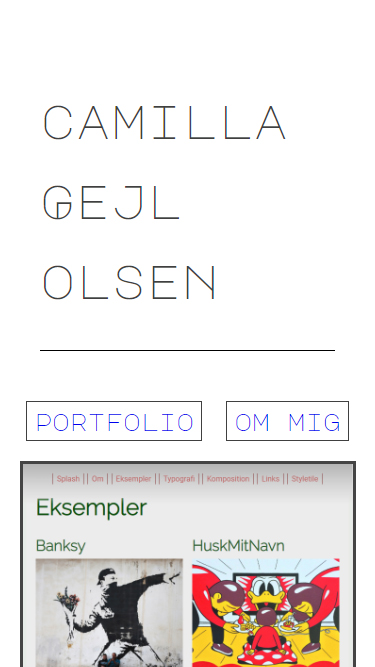 CAMILLA
GEJL
OLSEN
PORTFOLIO OM MIG
| Splash | | Om | | Eksempler | | Typografi | | Komposition | | Links | | Styletile |
Eksempler
Banksy HuskMitNavn